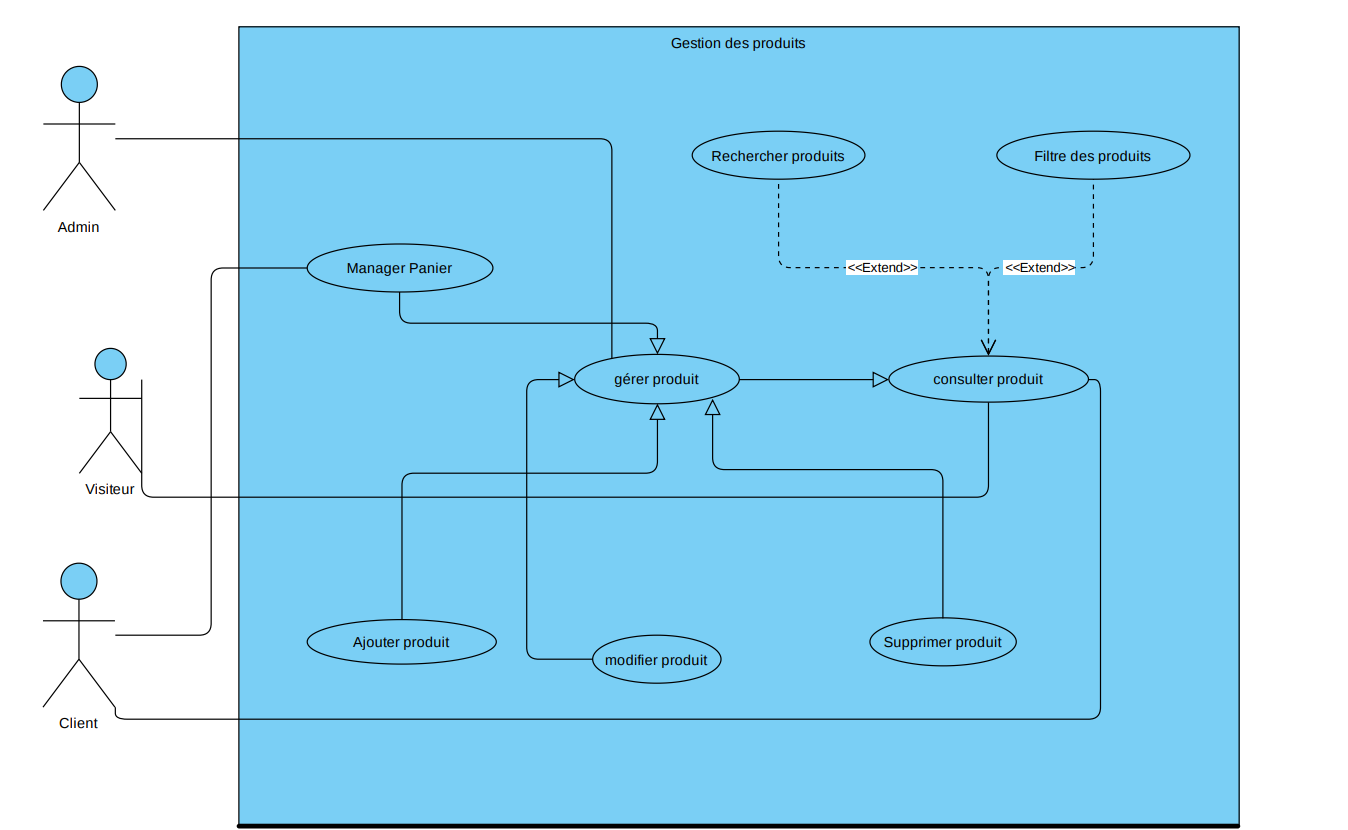 Gestion des produits
Rechercher produits
Filtre des produits
Admin
Manager Panier
<<Extend>>
<<Extend>>
gérer produit
consulter produit
Visiteur
Ajouter produit
modifier produit
Supprimer produit
Client